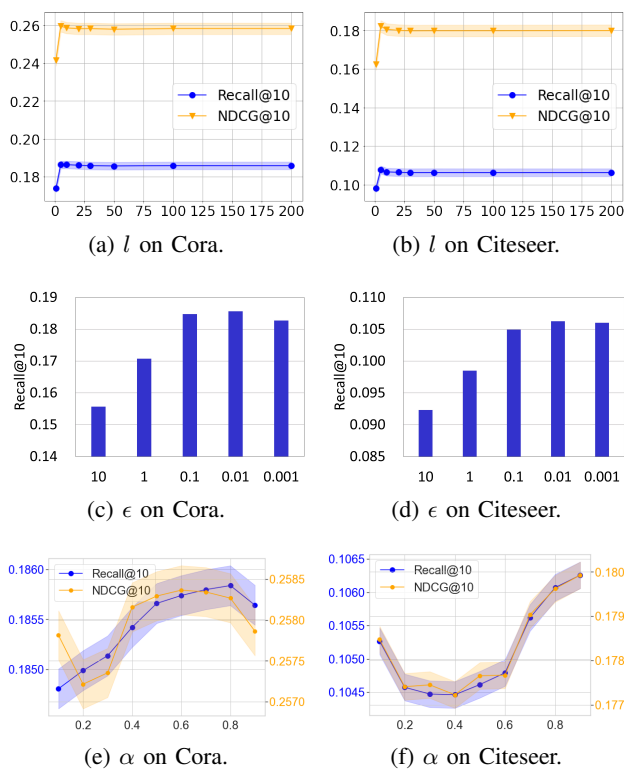 0.26
0.24
0.22
0.20
0.18
Recall@10
NDCG@10
0 25 50 75 100 125 150 175 200
(a) l on Cora.
0.18
0.16
0.14
0.12
0.10
Recall@10
NDCG@10
0 25 50 75 100 125 150 175 200
(b) l on Citeseer.
Recall@10
0.19
0.18
0.17
0.16
0.15
0.14
10 1 0.1 0.01 0.001
(c) ϵ on Cora.
Recall@10
0.110
0.105
0.100
0.095
0.090
0.085
10 1 0.1 0.01 0.001
(d) ϵ on Citeseer.
0.1860
0.1855
0.1850
Recall@10
NDCG@10
0.2585
0.2580
0.2575
0.2570
0.2 0.4 0.6 0.8
(e) α on Cora.
0.1065
0.1060
0.1055
0.1050
0.1045
Recall@10
NDCG@10
0.180
0.179
0.178
0.177
0.2 0.4 0.6 0.8
(f) α on Citeseer.